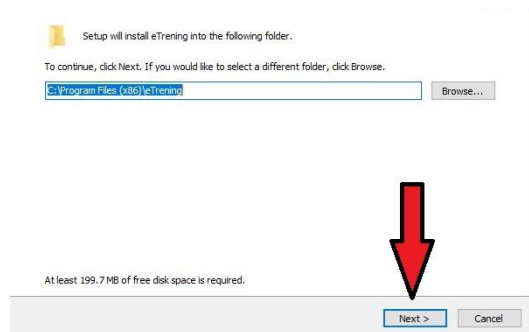 Setup will install eTrening into the following folder.
To continue, click Next. If you would like to select a different folder, click Browse.
C:\Program Files (x86)\eTrening
Browse...
At least 199.7 MB of free disk space is required.
Next >
Cancel